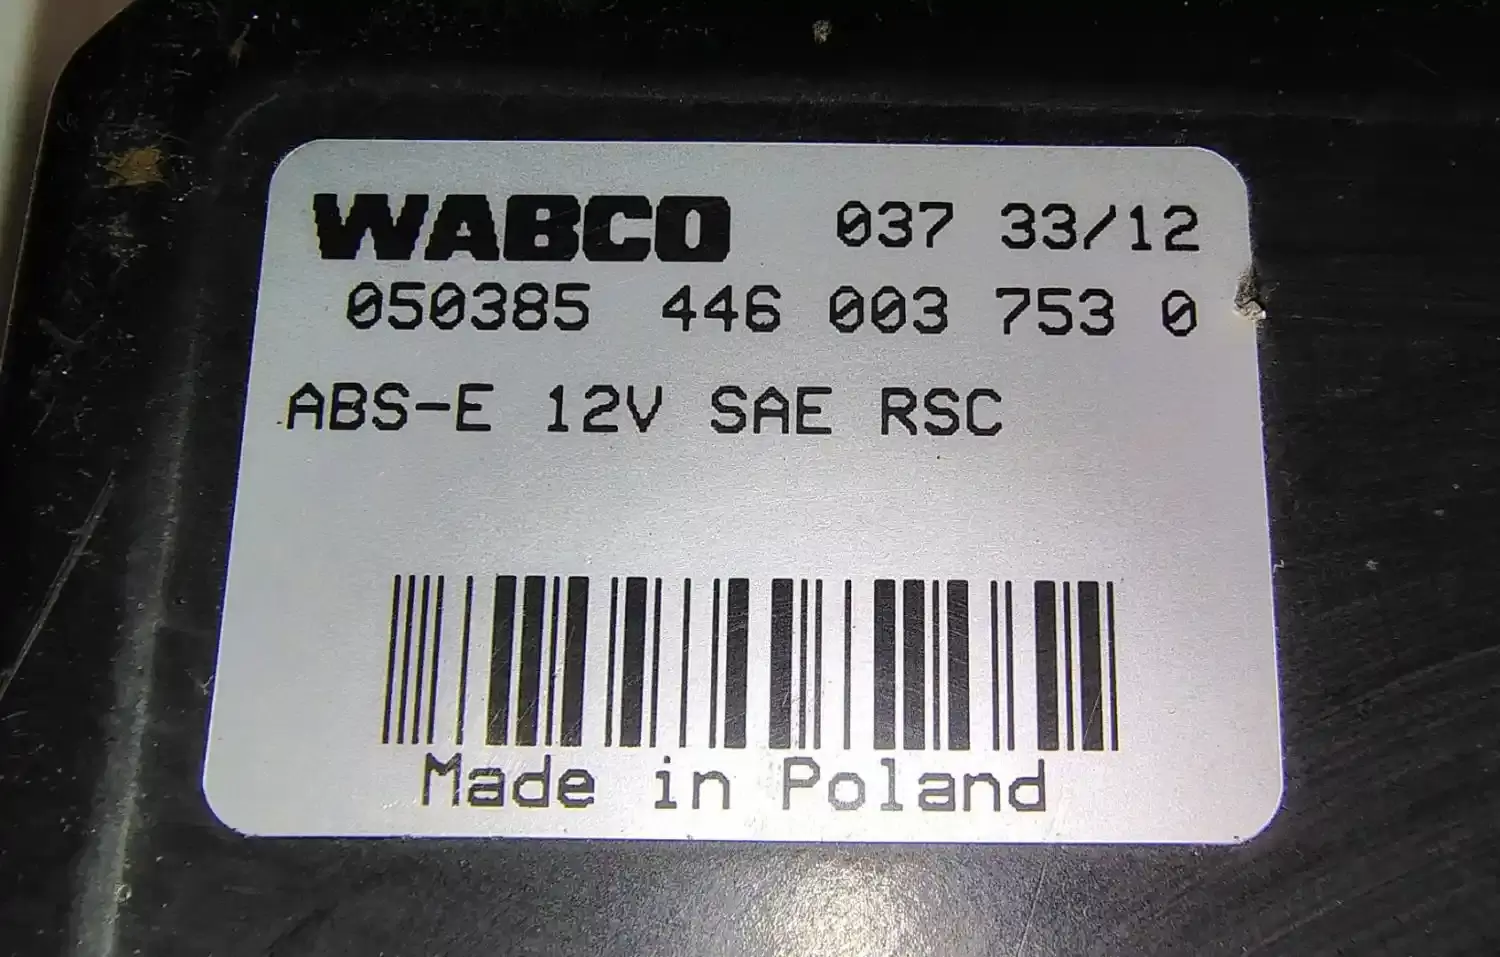 WABCO 037 33/12
050385 446 003 753 0
ABS-E 12V SAE RSC
Made in Poland